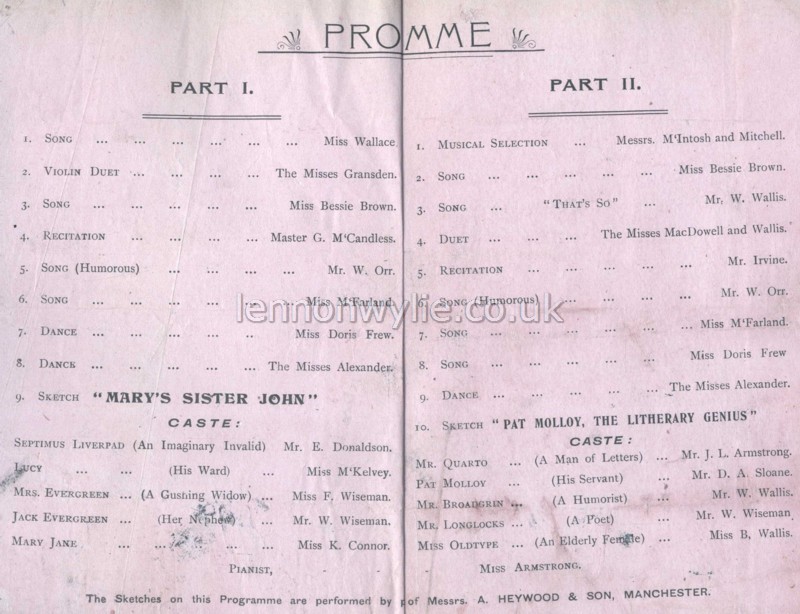 PROMME
PART I.
1. SONG ... ... ... ... ... ... Miss Wallace
2. VIOLIN DUET ... ... ... ... The Misses Gransden.
3. SONG ... ... ... ... ... Miss Bessie Brown.
4. RECITATION ... ... ... ... Master G. M'Candless.
5. SONG (Humorous) ... ... ... ... Mr. W. Orr.
6. SONG ... ... ... ... ... Miss M'Farland.
7. DANCE ... ... ... ... ... Miss Doris Frew.
8. DANCE ... ... ... ... ... The Misses Alexander.
9. SKETCH "MARY'S SISTER JOHN"
CASTE:
SEPTIMUS LIVERPAD (An Imaginary Invalid) Mr. E. Donaldson.
LUCY ... ... (His Ward) ... Miss M'Kelvey.
MRS. EVERGREEN ... (A Gushing Widow) ... Miss F. Wiseman.
JACK EVERGREEN ... (Her Nephew) ... Mr. W. Wiseman.
MARY JANE ... ... ... ... ... Miss K. Connor.
PIANIST,
PART II.
1. MUSICAL SELECTION ... Messrs. M'Intosh and Mitchell.
2. SONG ... ... ... ... ... Miss Bessie Brown.
3. SONG ... "THAT'S SO" ... Mr. W. Wallis.
4. DUET ... ... ... The Misses MacDowell and Wallis.
5. RECITATION ... ... ... ... ... Mr. Irvine.
6. SONG (Humorous) ... ... ... ... Mr. W. Orr.
7. SONG ... ... ... ... ... Miss M'Farland.
8. SONG ... ... ... ... ... Miss Doris Frew
9. DANCE ... ... ... ... The Misses Alexander.
10. SKETCH "PAT MOLLOY, THE LITHERARY GENIUS"
CASTE:
MR. QUARTO ... (A Man of Letters) ... Mr. J. L. Armstrong.
PAT MOLLOY ... (His Servant) ... Mr. D. A. Sloane.
MR. BROADGRIN ... (A Humorist) ... Mr. W. Wallis.
MR. LONGLOCKS ... (A Poet) ... Mr. W. Wiseman
MISS OLDTYPE ... (An Elderly Female) ... Miss B, Wallis.
MISS ARMSTRONG.
The Sketches on this Programme are performed by of Messrs. A. HEYWOOD & SON, MANCHESTER.
lennonwylie.co.uk